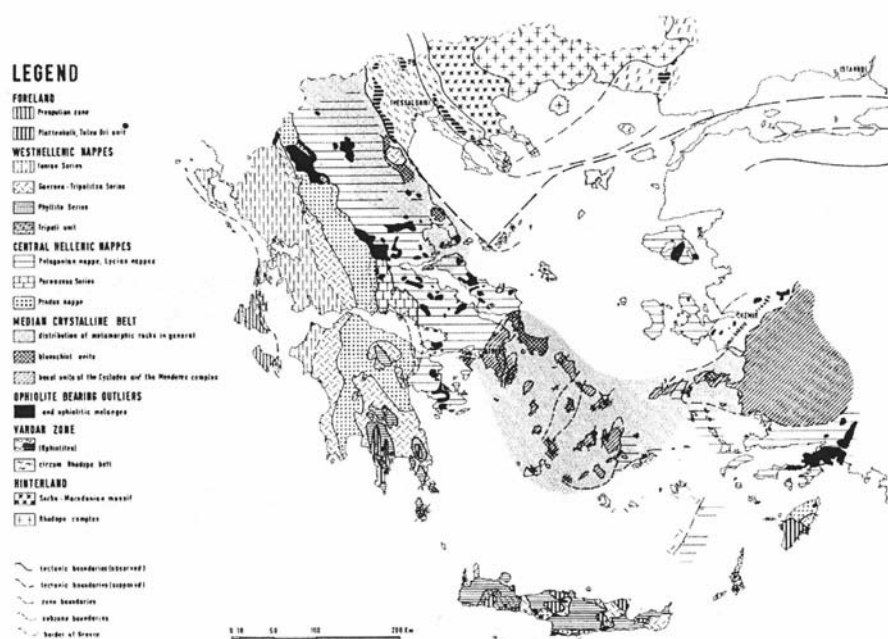 LEGEND
FORELAND
Preapulian zone
Plattenkalk, Talea Ori unit
WESTHELLENIC NAPPES
Ionian Series
Gavrovo - Tripolitza Series
Phyllite Series
Tripali unit
CENTRAL HELLENIC NAPPES
Pelagonian nappe, Lycian nappes
Parnassus Series
Pindus nappe
MEDIAN CRYSTALLINE BELT
distribution of metamorphic rocks in general
blueschist units
basal units of the Cyclades and the Menderes complex
OPHIOLITE BEARING OUTLIERS
and ophiolitic melanges
VARDAR ZONE
(Ophiolites)
circum Rhodope belt
HINTERLAND
Serbo - Macedonian massif
Rhodope complex
tectonic boundaries (observed)
tectonic boundaries (supposed)
zone boundaries
subzone boundaries
border of Greece
0 10 50 100 200 Km
THESSALONIKI
ISTANBUL